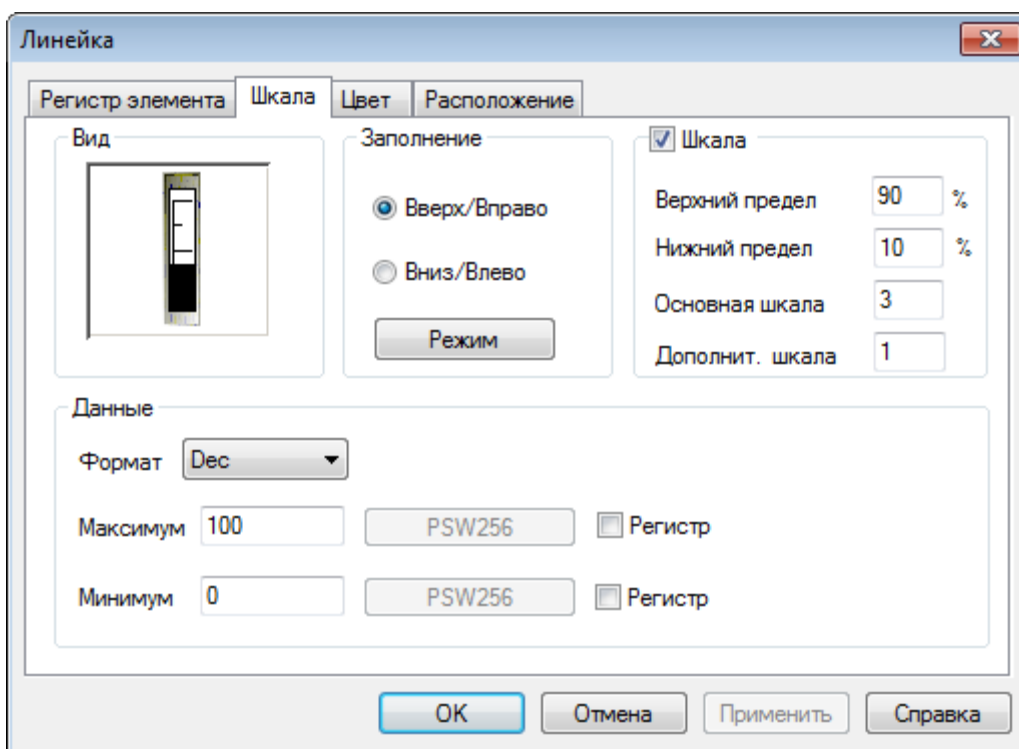 Линейка
Регистр элемента Шкала Цвет Расположение
Вид
Заполнение
Вверх/Вправо
Вниз/Влево
Режим
Шкала
Верхний предел 90 %
Нижний предел 10 %
Основная шкала 3
Дополнит. шкала 1
Данные
Формат Dec
Максимум 100 PSW256 Регистр
Минимум 0 PSW256 Регистр
OK Отмена Применить Справка